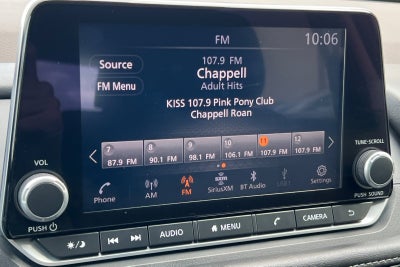 FM
10:06
Source
107.9 FM
Chappell
FM Menu
Adult Hits
KISS 107.9 Pink Pony Club
Chappell Roan
7 8 9 10 11 12
87.9 FM 90.1 FM 98.1 FM 106.1 FM 107.9 FM 107.9 FM
Phone AM FM SiriusXM BT Audio USB1 Settings
VOL
TUNE·SCROLL
PUSH
PUSH SOUND
AUDIO MENU CAMERA